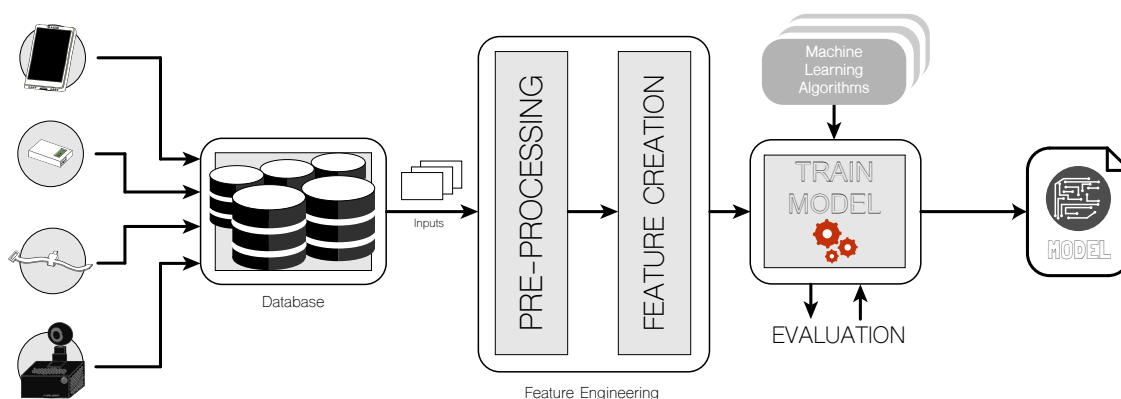 Machine
Learning
Algorithms
PRE-PROCESSING
FEATURE CREATION
TRAIN
MODEL
Inputs
MODEL
Database
EVALUATION
Feature Engineering